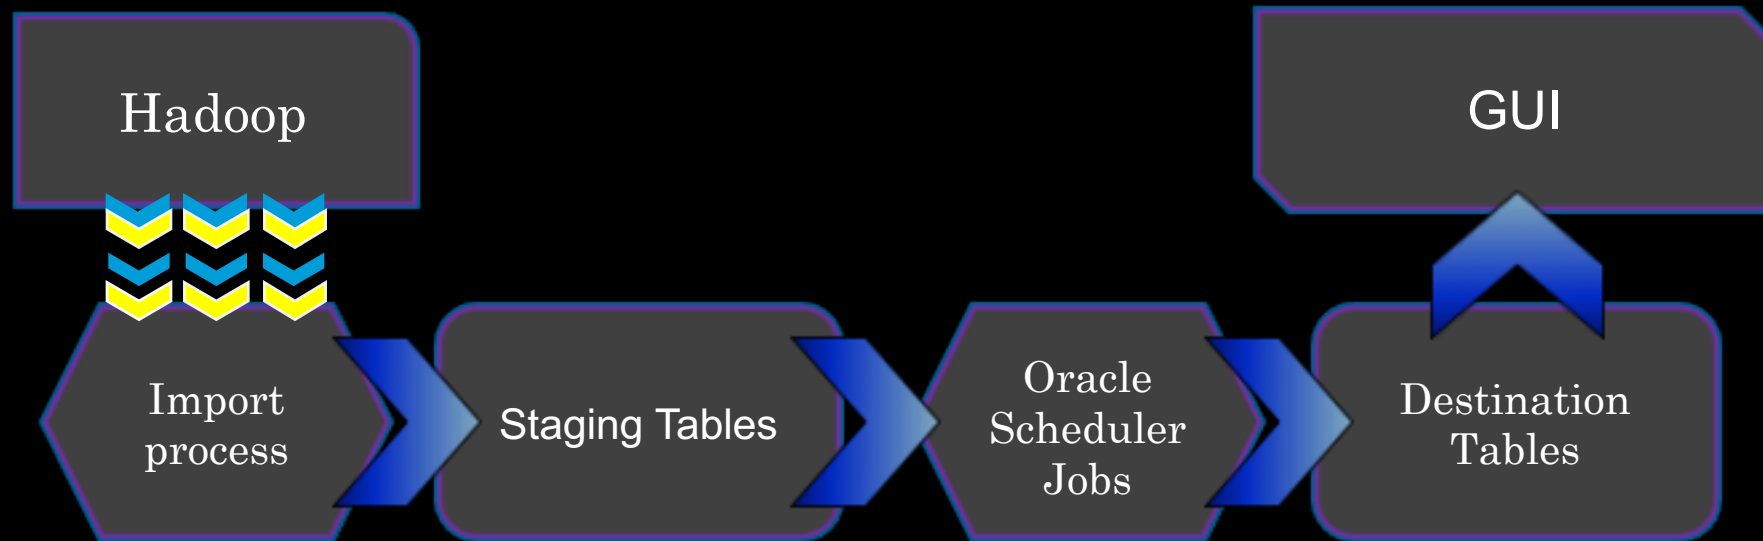 Hadoop
GUI
Import
process
Staging Tables
Oracle
Scheduler
Jobs
Destination
Tables